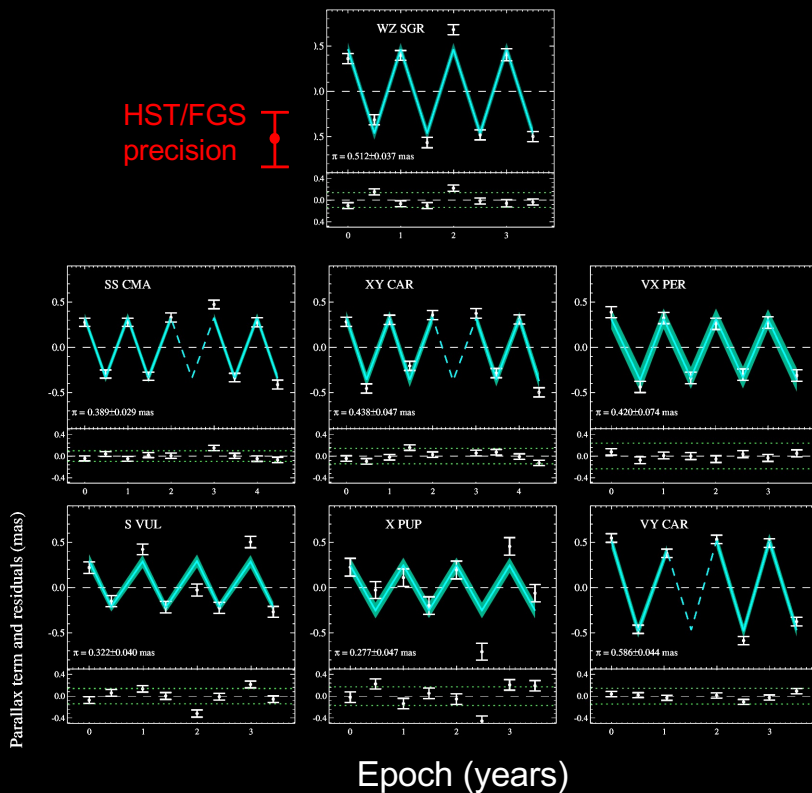 WZ SGR
0.5
0.0
0.5
π = 0.512±0.037 mas
0.4
0.0
0.4
0 1 2 3
HST/FGS
precision
SS CMA
0.5
0.0
-0.5
π = 0.389±0.029 mas
0.4
0.0
-0.4
0 1 2 3 4
XY CAR
0.5
0.0
-0.5
π = 0.438±0.047 mas
0.4
0.0
-0.4
0 1 2 3 4
VX PER
0.5
0.0
-0.5
π = 0.420±0.074 mas
0.4
0.0
-0.4
0 1 2 3
S VUL
0.5
0.0
-0.5
π = 0.322±0.040 mas
0.4
0.0
-0.4
0 1 2 3
X PUP
0.5
0.0
-0.5
π = 0.277±0.047 mas
0.4
0.0
-0.4
0 1 2 3
VY CAR
0.5
0.0
-0.5
π = 0.586±0.044 mas
0.4
0.0
-0.4
0 1 2 3
Parallax term and residuals (mas)
Epoch (years)